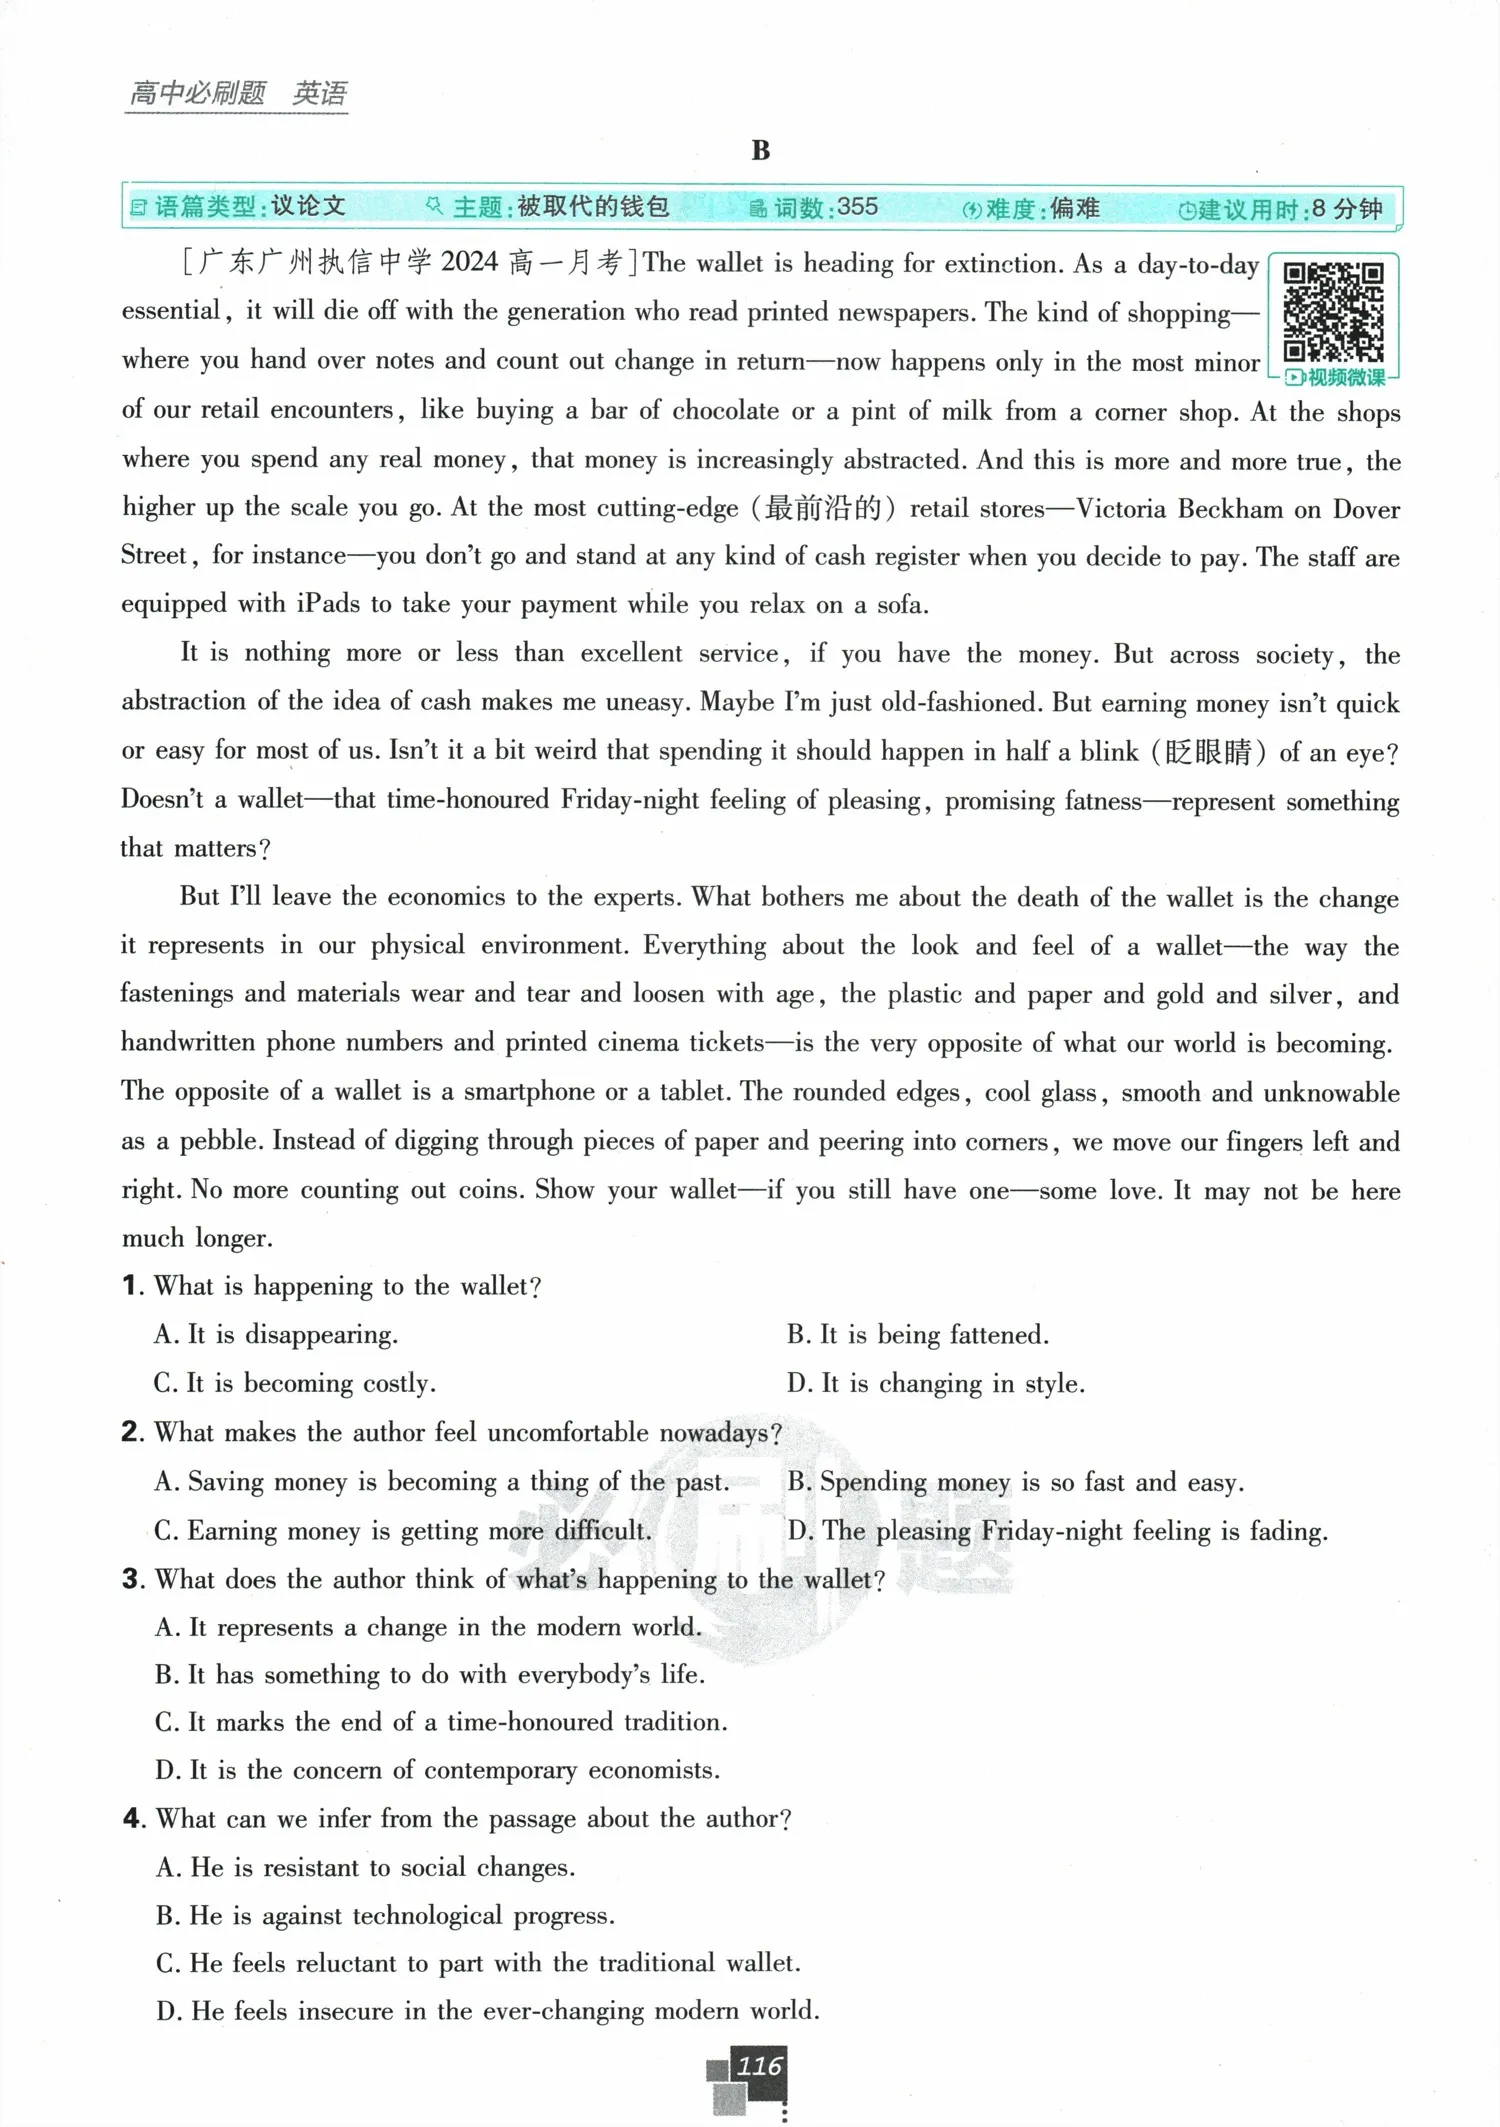 高中必刷题 英语
B
语篇类型:议论文 主题:被取代的钱包 词数:355 难度:偏难 建议用时:8分钟
[广东广州执信中学2024高一月考]The wallet is heading for extinction. As a day-to-day
essential, it will die off with the generation who read printed newspapers. The kind of shopping—
where you hand over notes and count out change in return—now happens only in the most minor
视频微课
of our retail encounters, like buying a bar of chocolate or a pint of milk from a corner shop. At the shops
where you spend any real money, that money is increasingly abstracted. And this is more and more true, the
higher up the scale you go. At the most cutting-edge (最前沿的) retail stores—Victoria Beckham on Dover
Street, for instance—you don't go and stand at any kind of cash register when you decide to pay. The staff are
equipped with iPads to take your payment while you relax on a sofa.
It is nothing more or less than excellent service, if you have the money. But across society, the
abstraction of the idea of cash makes me uneasy. Maybe I'm just old-fashioned. But earning money isn't quick
or easy for most of us. Isn't it a bit weird that spending it should happen in half a blink (眨眼睛) of an eye?
Doesn't a wallet—that time-honoured Friday-night feeling of pleasing, promising fatness—represent something
that matters?
But I'll leave the economics to the experts. What bothers me about the death of the wallet is the change
it represents in our physical environment. Everything about the look and feel of a wallet—the way the
fastenings and materials wear and tear and loosen with age, the plastic and paper and gold and silver, and
handwritten phone numbers and printed cinema tickets—is the very opposite of what our world is becoming.
The opposite of a wallet is a smartphone or a tablet. The rounded edges, cool glass, smooth and unknowable
as a pebble. Instead of digging through pieces of paper and peering into corners, we move our fingers left and
right. No more counting out coins. Show your wallet—if you still have one—some love. It may not be here
much longer.
1. What is happening to the wallet?
A. It is disappearing. B. It is being fattened.
C. It is becoming costly. D. It is changing in style.
2. What makes the author feel uncomfortable nowadays?
A. Saving money is becoming a thing of the past. B. Spending money is so fast and easy.
C. Earning money is getting more difficult. D. The pleasing Friday-night feeling is fading.
必刷题
3. What does the author think of what's happening to the wallet?
A. It represents a change in the modern world.
B. It has something to do with everybody's life.
C. It marks the end of a time-honoured tradition.
D. It is the concern of contemporary economists.
4. What can we infer from the passage about the author?
A. He is resistant to social changes.
B. He is against technological progress.
C. He feels reluctant to part with the traditional wallet.
D. He feels insecure in the ever-changing modern world.
116